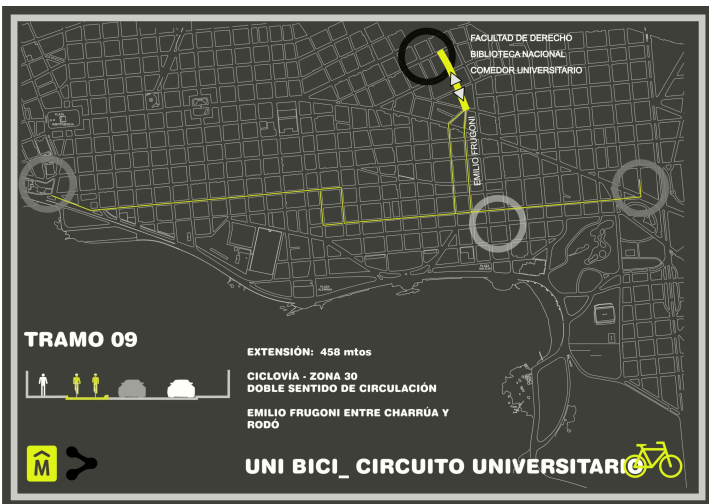 FACULTAD DE DERECHO
BIBLIOTECA NACIONAL
COMEDOR UNIVERSITARIO
EMILIO FRUGONI
TRAMO 09
EXTENSIÓN: 458 mtos
CICLOVÍA - ZONA 30
DOBLE SENTIDO DE CIRCULACIÓN
EMILIO FRUGONI ENTRE CHARRÚA Y
RODÓ
M
UNI BICI_ CIRCUITO UNIVERSITARIO